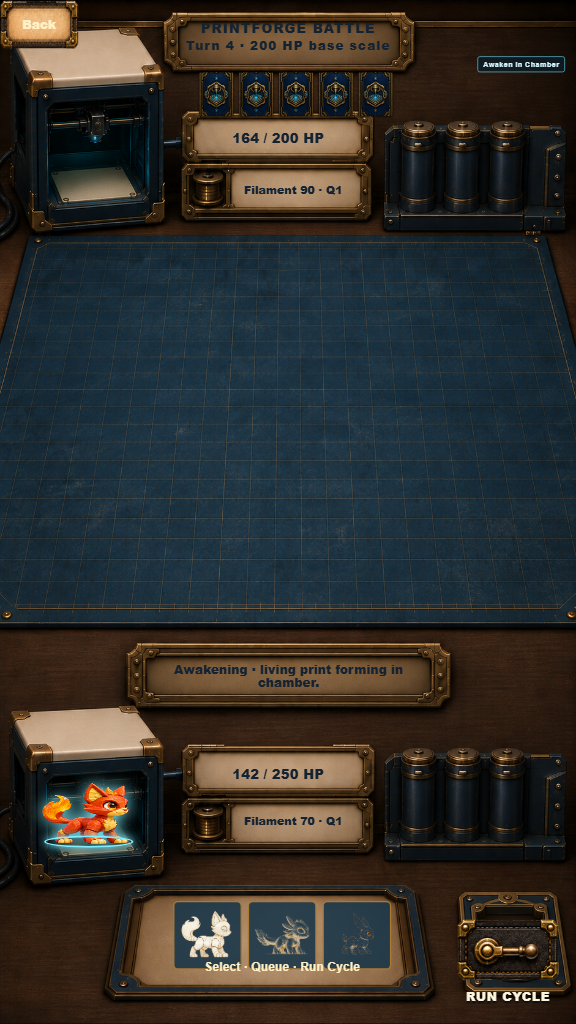 Back
PRINTFORGE BATTLE
Turn 4 · 200 HP base scale
Awaken in Chamber
164 / 200 HP
Filament 90 · Q1
Awakening · living print forming in
chamber.
142 / 250 HP
Filament 70 · Q1
Select · Queue · Run Cycle
RUN CYCLE